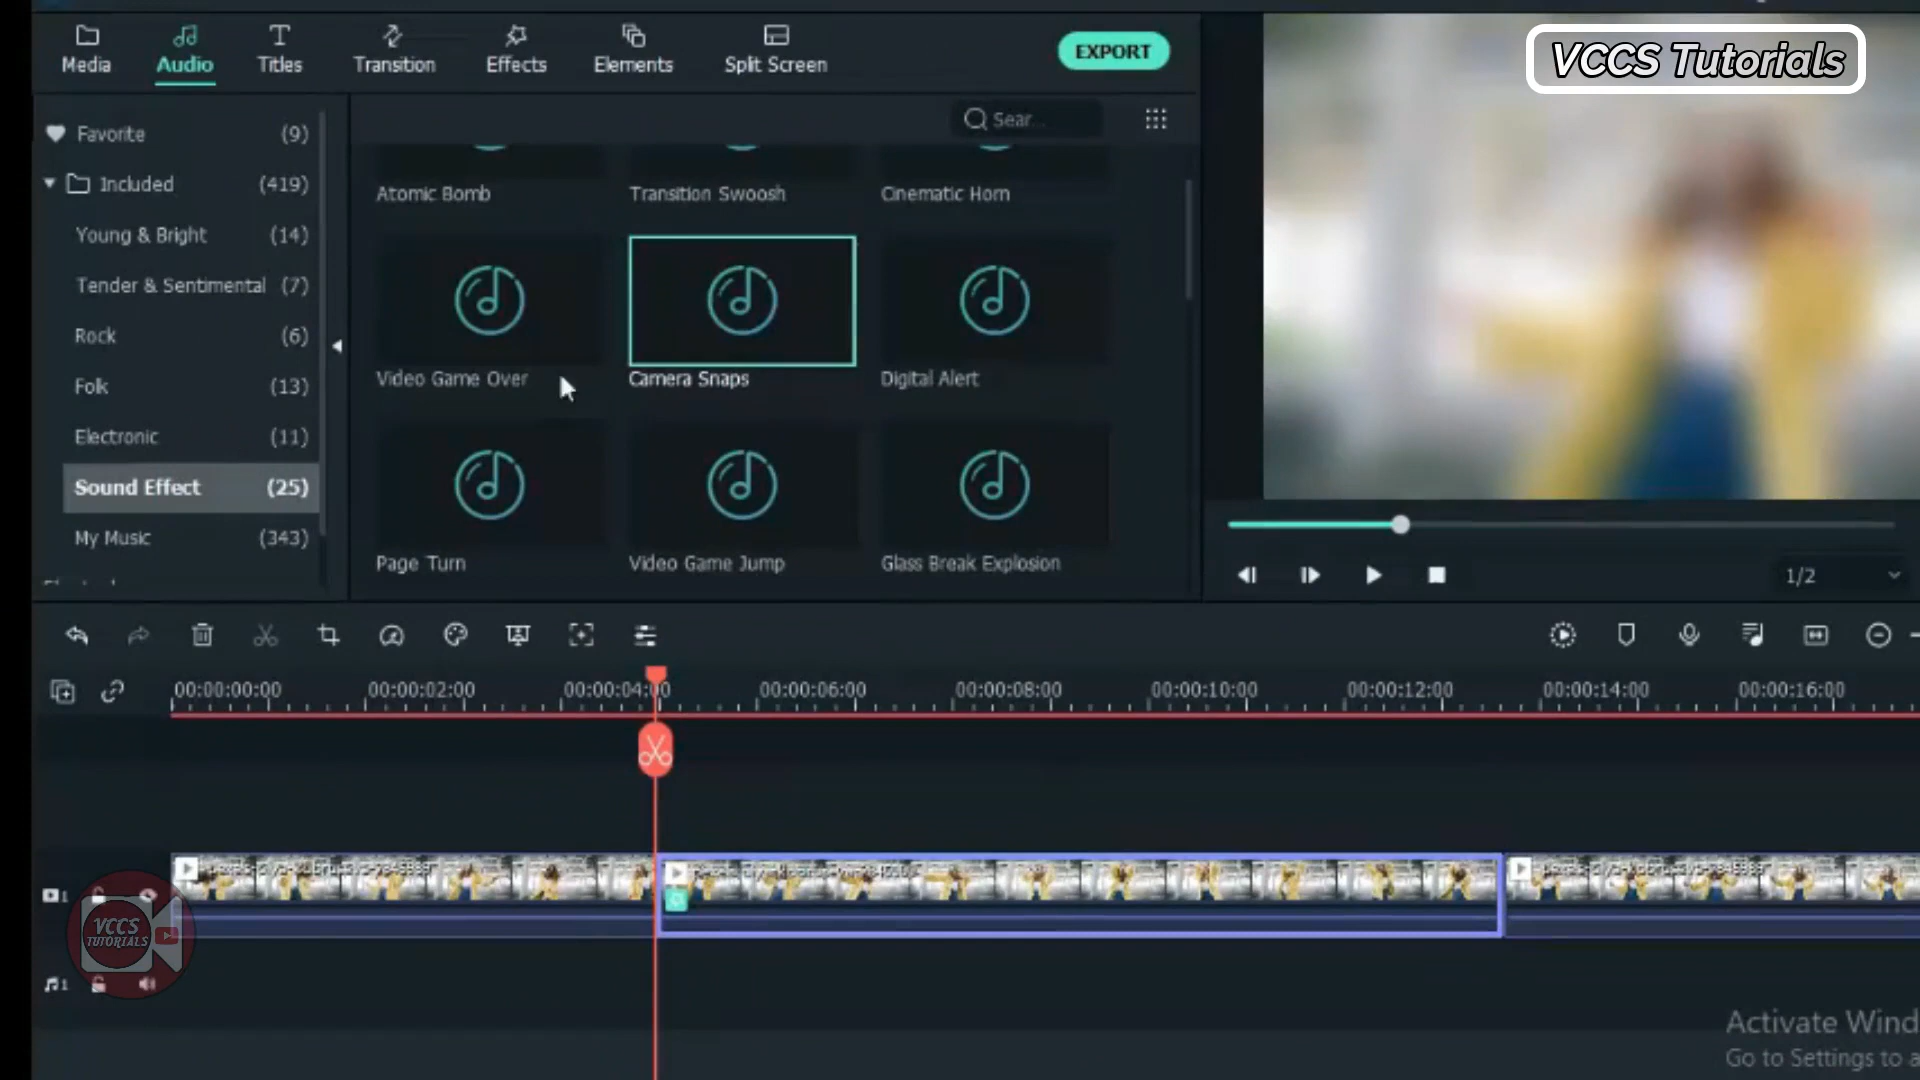 Media
Audio
Titles
Transition
Effects
Elements
Split Screen
EXPORT
VCCS Tutorials
Favorite (9)
Included (419)
Young & Bright (14)
Tender & Sentimental (7)
Rock (6)
Folk (13)
Electronic (11)
Sound Effect (25)
My Music (343)
Sear...
Atomic Bomb
Transition Swoosh
Cinematic Horn
Video Game Over
Camera Snaps
Digital Alert
Page Turn
Video Game Jump
Glass Break Explosion
1/2
00:00:00:00
00:00:02:00
00:00:04:00
00:00:06:00
00:00:08:00
00:00:10:00
00:00:12:00
00:00:14:00
00:00:16:00
1
VCCS
TUTORIALS
1
Activate Wind
Go to Settings to a